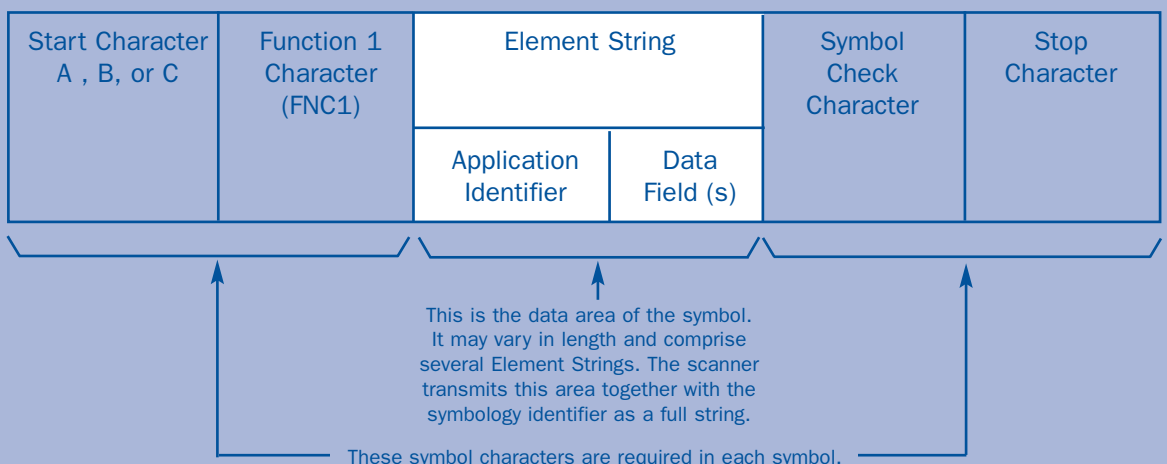 Start Character
A , B, or C
Function 1
Character
(FNC1)
Element String
Application
Identifier
Data
Field (s)
Symbol
Check
Character
Stop
Character
This is the data area of the symbol.
It may vary in length and comprise
several Element Strings. The scanner
transmits this area together with the
symbology identifier as a full string.
These symbol characters are required in each symbol.